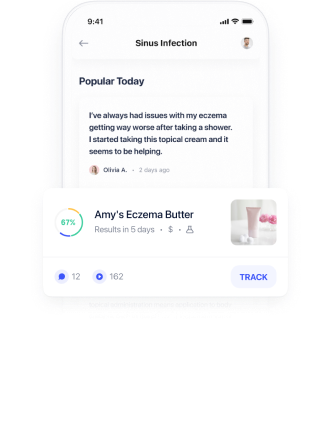 9:41
Sinus Infection
Popular Today
I've always had issues with my eczema
getting way worse after taking a shower.
I started taking this topical cream and it
seems to be helping.
Olivia A. • 2 days ago
67%
Amy's Eczema Butter
Results in 5 days • $ •
12
162
TRACK